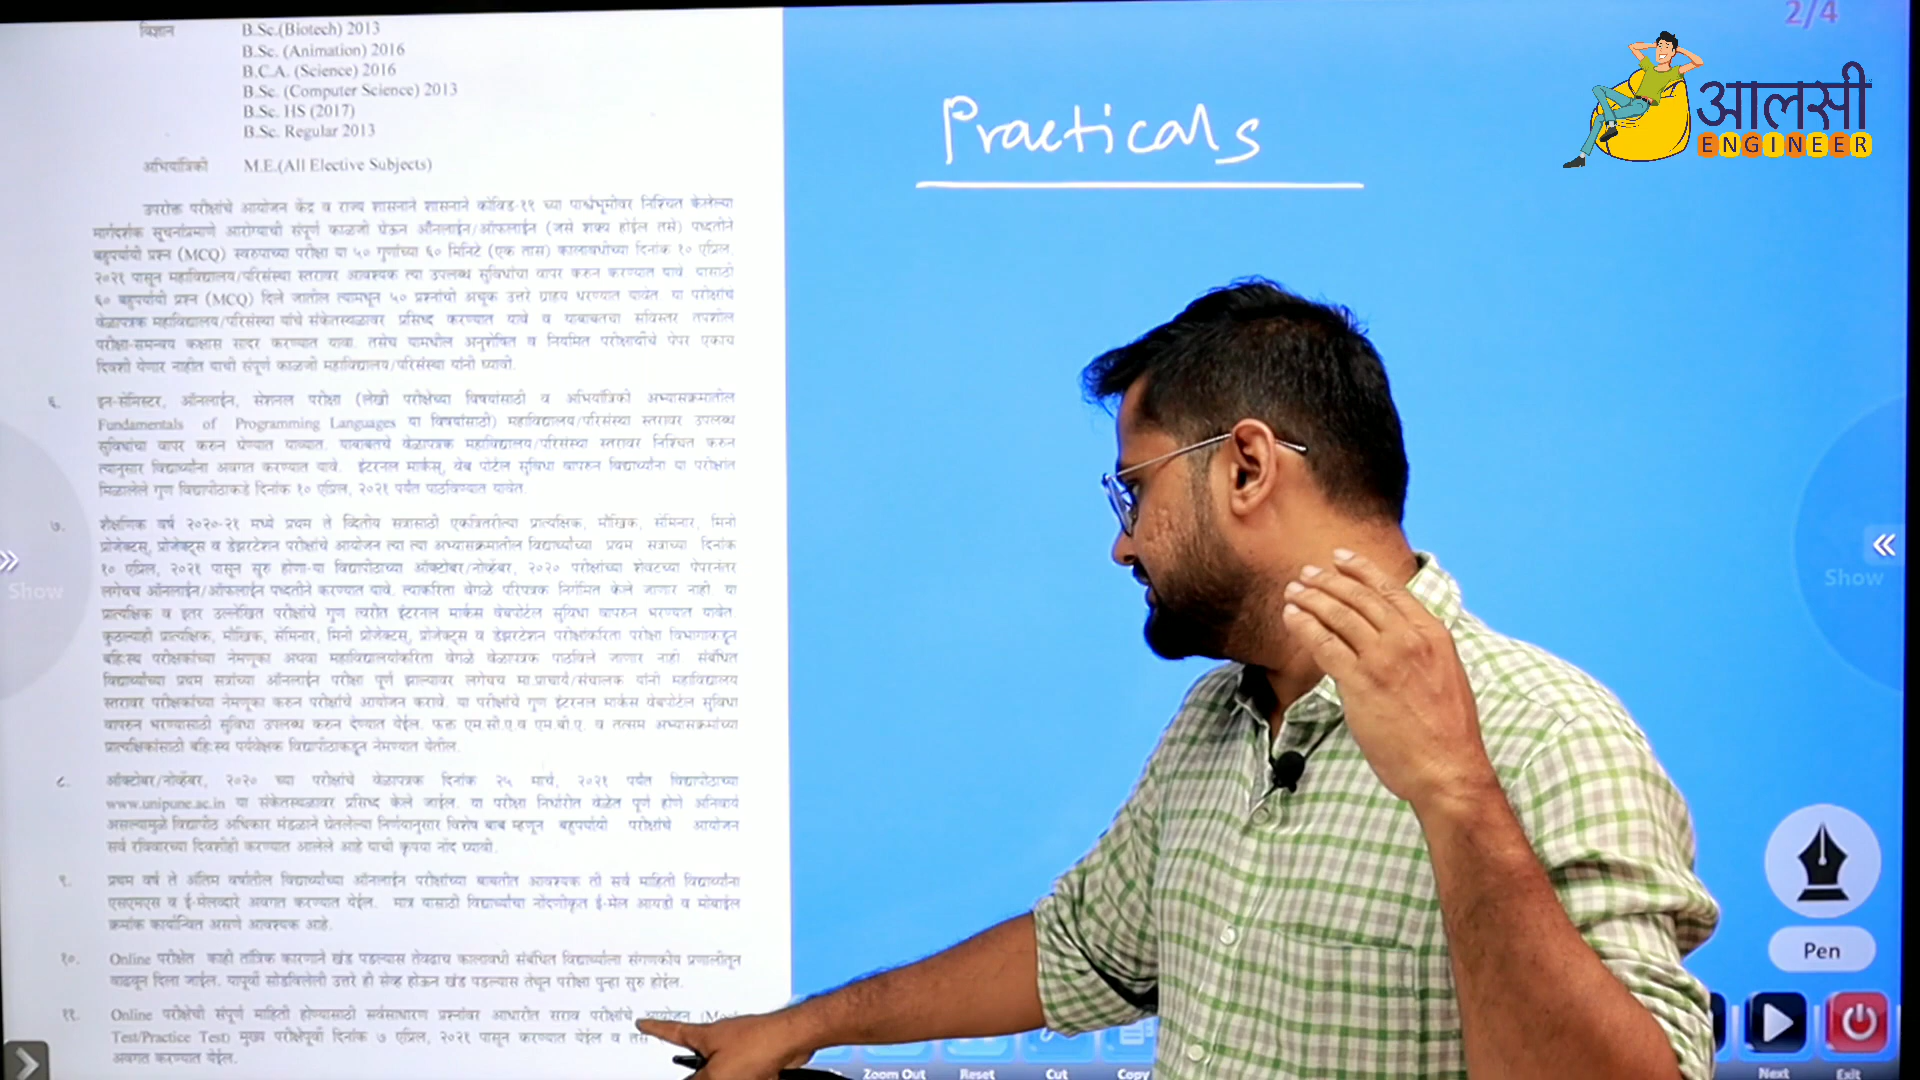 विज्ञान B.Sc.(Biotech) 2013
B.Sc. (Animation) 2016
B.C.A. (Science) 2016
B.Sc. (Computer Science) 2013
B.Sc. HS (2017)
B.Sc. Regular 2013
अभियांत्रिकी M.E.(All Elective Subjects)
उपरोक्त परीक्षांचे आयोजन केंद्र व राज्य शासनाने शासनाने कोविड-१९ च्या पार्श्वभूमीवर निश्चित केलेल्या
मार्गदर्शक सूचनांप्रमाणे आरोग्याची संपूर्ण काळजी घेऊन ऑनलाईन/ऑफलाईन (जसे शक्य होईल तसे) पध्दतीने
बहुपर्यायी प्रश्न (MCQ) स्वरुपाच्या परीक्षा या ५० गुणांच्या ६० मिनिटे (एक तास) कालावधीच्या दिनांक १० एप्रिल,
२०२१ पासून महाविद्यालय/परिसंस्था स्तरावर आवश्यक त्या उपलब्ध सुविधांचा वापर करुन करण्यात यावे. यासाठी
६० बहुपर्यायी प्रश्न (MCQ) दिले जातील त्यामधून ५० प्रश्नांची अचूक उत्तरे ग्राहय धरण्यात यावेत. या परीक्षांचे
वेळापत्रक महाविद्यालय/परिसंस्था यांचे संकेतस्थळावर प्रसिध्द करण्यात यावे व याबाबतचा सविस्तर तपशील
परीक्षा-समन्वय कक्षास सादर करण्यात यावा. तसेच यामधील अनुशेषित व नियमित परीक्षार्थींचे पेपर एकाच
दिवशी येणार नाहीत याची संपूर्ण काळजी महाविद्यालय/परिसंस्था यांनी घ्यावी.
६. इन-सेमिस्टर, ऑनलाईन, सेशनल परीक्षा (लेखी परीक्षेच्या विषयांसाठी व अभियांत्रिकी अभ्यासक्रमातील
Fundamentals of Programming Languages या विषयांसाठी) महाविद्यालय/परिसंस्था स्तरावर उपलब्ध
सुविधांचा वापर करुन घेण्यात याव्यात. याबाबतचे वेळापत्रक महाविद्यालय/परिसंस्था स्तरावर निश्चित करुन
त्यानुसार विद्यार्थ्यांना अवगत करण्यात यावे. इंटरनल मार्कस्, वेब पोर्टल सुविधा वापरुन विद्यार्थ्यांना या परीक्षांत
मिळालेले गुण विद्यापीठाकडे दिनांक १० एप्रिल, २०२१ पर्यंत पाठविण्यात यावेत.
७. शैक्षणिक वर्ष २०२०-२१ मध्ये प्रथम ते व्दितीय सत्रासाठी एकत्रितरीत्या प्रात्यक्षिक, मौखिक, सेमिनार, मिनी
प्रोजेक्टस्, प्रोजेक्ट्स व डेझरटेशन परीक्षांचे आयोजन त्या त्या अभ्यासक्रमातील विद्यार्थ्यांच्या प्रथम सत्राच्या दिनांक
१० एप्रिल, २०२१ पासून सुरु होणा-या विद्यापीठाच्या ऑक्टोबर/नोव्हेंबर, २०२० परीक्षांच्या शेवटच्या पेपरनंतर
लगेचच ऑनलाईन/ऑफलाईन पध्दतीने करण्यात यावे. त्याकरिता वेगळे परिपत्रक निर्गमित केले जाणार नाही. या
प्रात्यक्षिक व इतर उल्लेखित परीक्षांचे गुण त्वरीत इंटरनल मार्कस वेबपोर्टल सुविधा वापरुन भरण्यात यावेत.
कुठल्याही प्रात्यक्षिक, मौखिक, सेमिनार, मिनी प्रोजेक्टस्, प्रोजेक्ट्स व डेझरटेशन परीक्षांकरिता परीक्षा विभागाकडून
बहि:स्थ परीक्षकांच्या नेमणूका अथवा महाविद्यालयांकरिता वेगळे वेळापत्रक पाठविले जाणार नाही. संबंधित
विद्यार्थ्यांच्या प्रथम सत्रांच्या ऑनलाईन परीक्षा पूर्ण झाल्यावर लगेचच मा.प्राचार्य/संचालक यांनी महाविद्यालय
स्तरावर परीक्षकांच्या नेमणूका करुन परीक्षांचे आयोजन करावे. या परीक्षांचे गुण इंटरनल मार्कस वेबपोर्टल सुविधा
वापरुन भरण्यासाठी सुविधा उपलब्ध करुन देण्यात येईल. फक्त एम.सी.ए.व एम.बी.ए. व तत्सम अभ्यासक्रमांच्या
प्रात्यक्षिकांसाठी बहि:स्थ पर्यवेक्षक विद्यापीठाकडून नेमण्यात येतील.
८. ऑक्टोबर/नोव्हेंबर, २०२० च्या परीक्षांचे वेळापत्रक दिनांक २५ मार्च, २०२१ पर्यंत विद्यापीठाच्या
www.unipune.ac.in या संकेतस्थळावर प्रसिध्द केले जाईल. या परीक्षा निर्धारीत वेळेत पूर्ण होणे अनिवार्य
असल्यामुळे विद्यापीठ अधिकार मंडळाने घेतलेल्या निर्णयानुसार विशेष बाब म्हणून बहुपर्यायी परीक्षांचे आयोजन
सर्व रविवारच्या दिवशीही करण्यात आलेले आहे याची कृपया नोंद घ्यावी.
९. प्रथम वर्ष ते अंतिम वर्षातील विद्यार्थ्यांच्या ऑनलाईन परीक्षांच्या बाबतीत आवश्यक ती सर्व माहिती विद्यार्थ्यांना
एसएमएस व ई-मेलव्दारे अवगत करण्यात येईल. मात्र यासाठी विद्यार्थ्यांचा नोंदणीकृत ई-मेल आयडी व मोबाईल
क्रमांक कार्यान्वित असणे आवश्यक आहे.
१०. Online परीक्षेत काही तांत्रिक कारणाने खंड पडल्यास तेवढाच कालावधी संबंधित विद्यार्थ्याला संगणकीय प्रणालीतून
वाढवून दिला जाईल. यापूर्वी सोडविलेली उत्तरे ही सेव्ह होऊन खंड पडल्यास तेथून परीक्षा पुन्हा सुरु होईल.
११. Online परीक्षेची संपूर्ण माहिती होण्यासाठी सर्वसाधारण प्रश्नांवर आधारीत सराव परीक्षांचे आयोजन
Test/Practice Test) मुख्य परीक्षेपूर्वी दिनांक ७ एप्रिल, २०२१ पासून करण्यात येईल व तसे
अवगत करण्यात येईल.
Practicals
2/4
आलसी
ENGINEER
Show
Show
Pen
Zoom Out Reset Cut Copy Next Exit